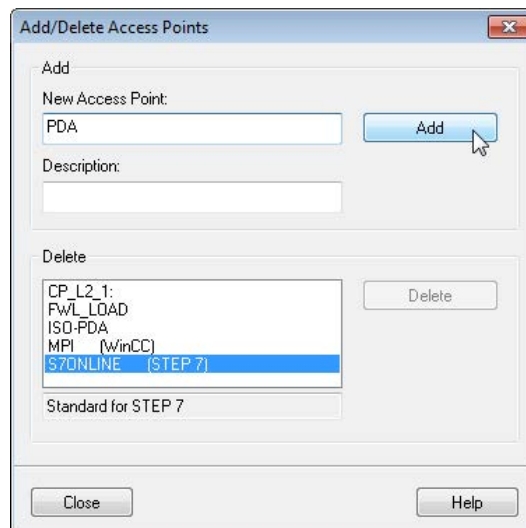 Add/Delete Access Points
Add
New Access Point:
PDA
Add
Description:
Delete
CP_L2_1:
FWL_LOAD
ISO-PDA
MPI (WinCC)
S7ONLINE (STEP 7)
Delete
Standard for STEP 7
Close
Help